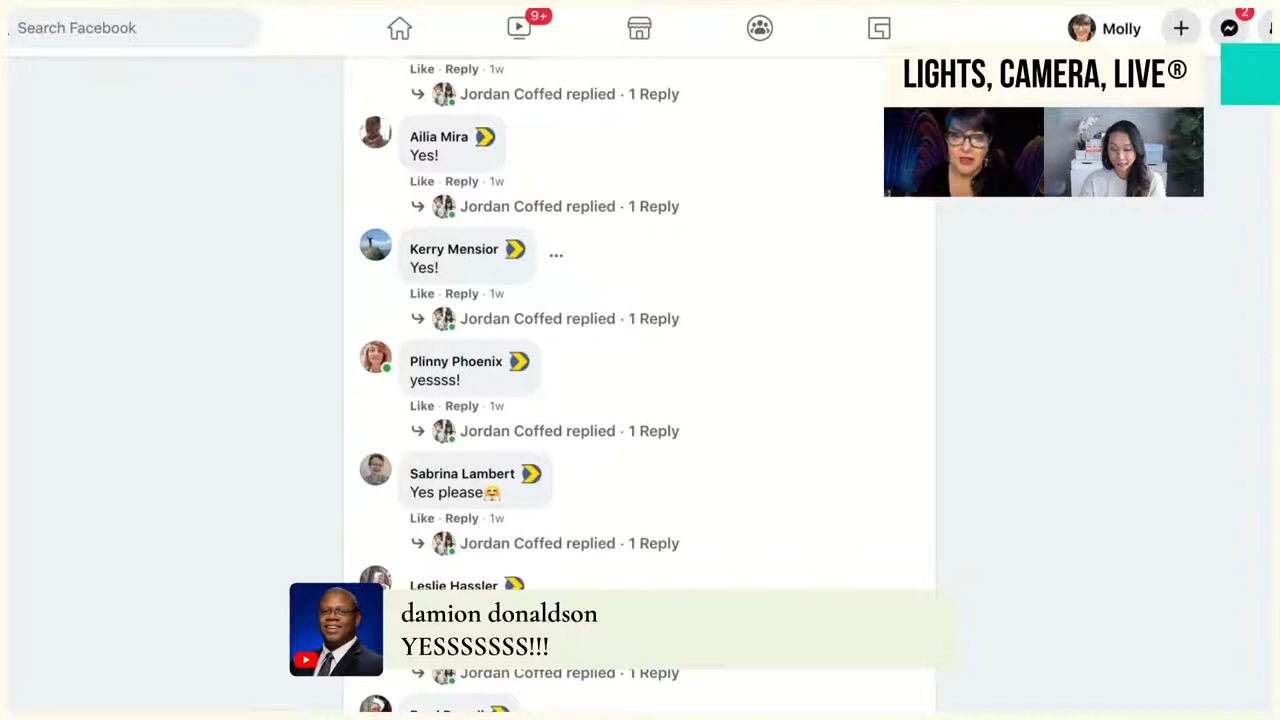 Search Facebook
9+
Molly
2
LIGHTS, CAMERA, LIVE®
Like · Reply · 1w
Jordan Coffed replied · 1 Reply
Ailia Mira
Yes!
Like · Reply · 1w
Jordan Coffed replied · 1 Reply
Kerry Mensior
Yes!
Like · Reply · 1w
Jordan Coffed replied · 1 Reply
Plinny Phoenix
yessss!
Like · Reply · 1w
Jordan Coffed replied · 1 Reply
Sabrina Lambert
Yes please🤗
Like · Reply · 1w
Jordan Coffed replied · 1 Reply
Leslie Hassler
damion donaldson
YESSSSSSS!!!
Jordan Coffed replied · 1 Reply